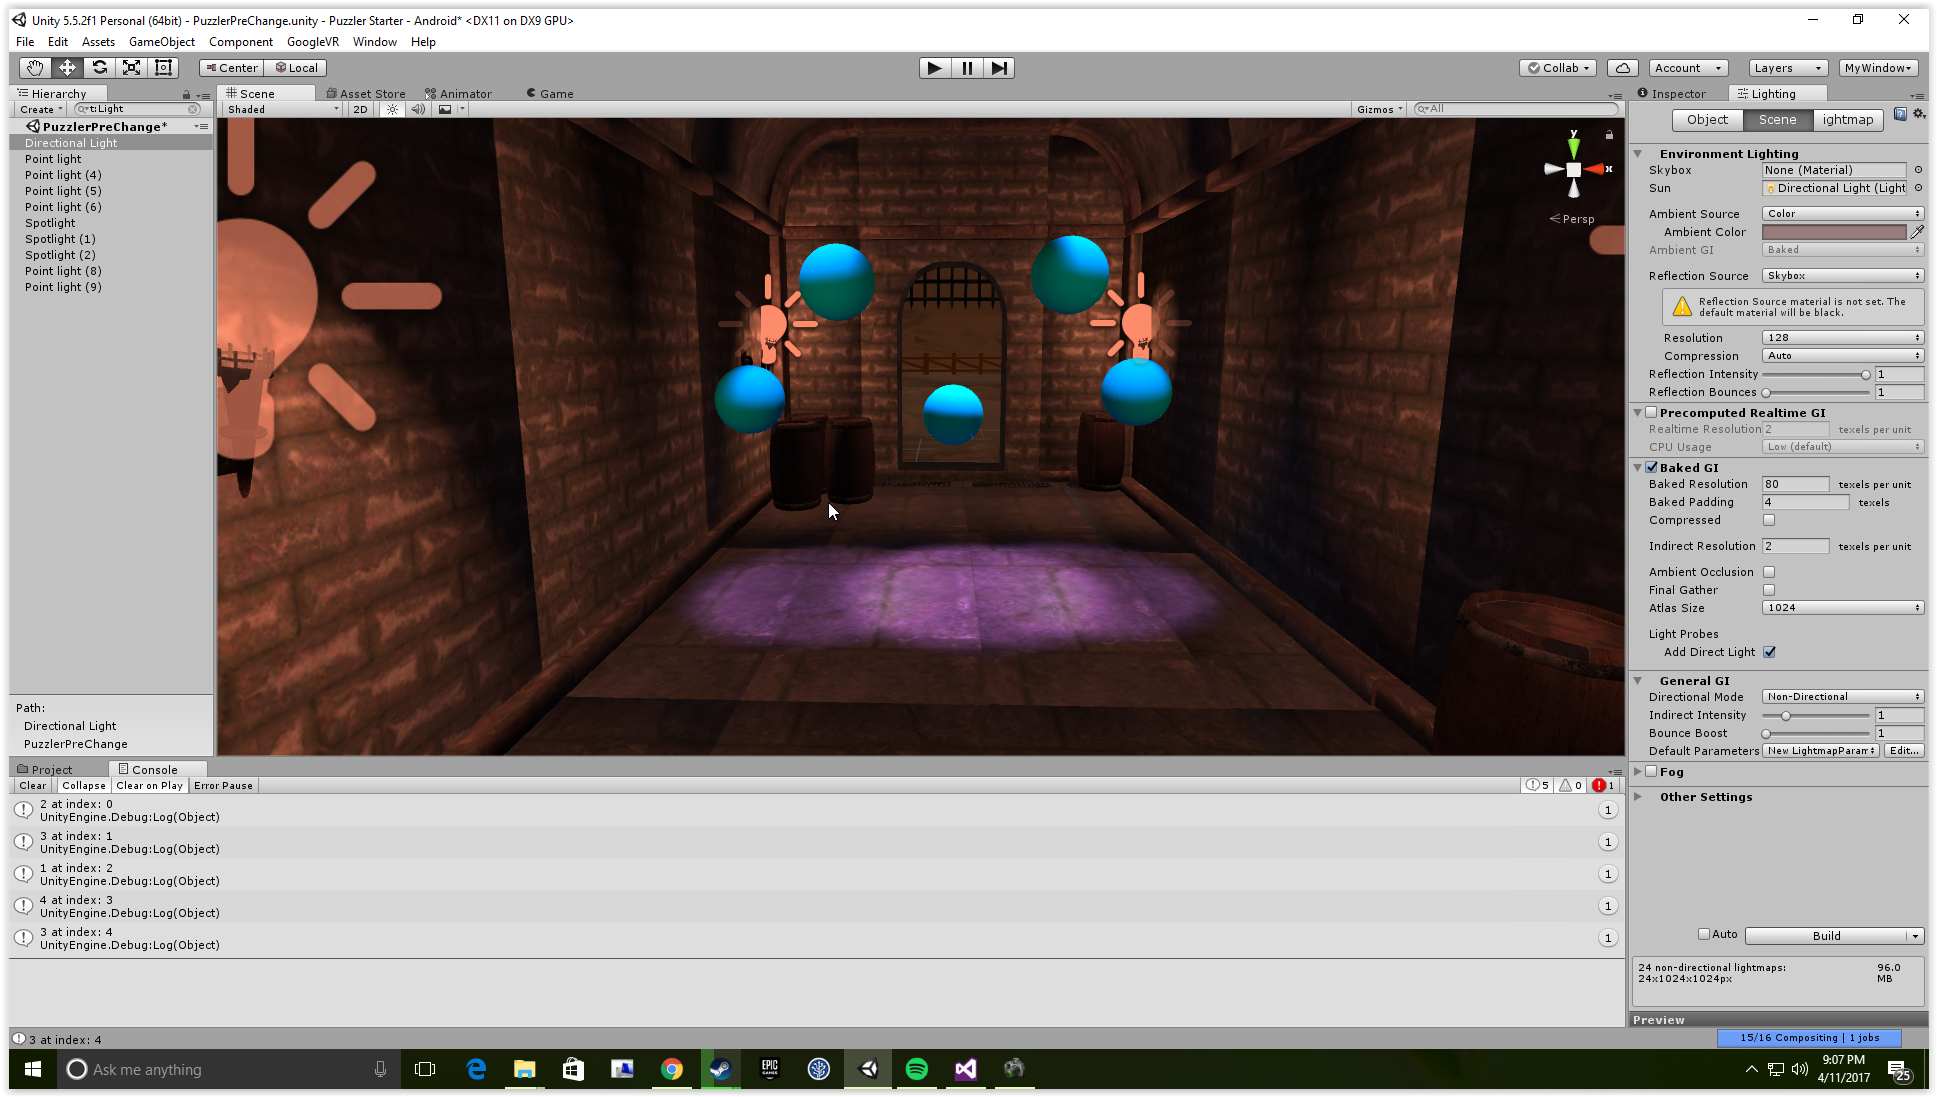 Unity 5.5.2f1 Personal (64bit) - PuzzlerPreChange.unity - Puzzler Starter - Android* <DX11 on DX9 GPU>
File Edit Assets GameObject Component GoogleVR Window Help
Center Local Collab Account Layers MyWindow
Hierarchy
Create t:Light
PuzzlerPreChange*
Directional Light
Point light
Point light (4)
Point light (5)
Point light (6)
Spotlight
Spotlight (1)
Spotlight (2)
Point light (8)
Point light (9)
Path:
Directional Light
PuzzlerPreChange
Scene Asset Store Animator Game
Shaded 2D Gizmos All
y
x
Persp
Inspector Lighting
Object Scene ightmap
Environment Lighting
Skybox None (Material)
Sun Directional Light (Light
Ambient Source Color
Ambient Color
Ambient GI Baked
Reflection Source Skybox
Reflection Source material is not set. The
default material will be black.
Resolution 128
Compression Auto
Reflection Intensity 1
Reflection Bounces 1
Precomputed Realtime GI
Realtime Resolution 2 texels per unit
CPU Usage Low (default)
Baked GI
Baked Resolution 80 texels per unit
Baked Padding 4 texels
Compressed
Indirect Resolution 2 texels per unit
Ambient Occlusion
Final Gather
Atlas Size 1024
Light Probes
Add Direct Light
General GI
Directional Mode Non-Directional
Indirect Intensity 1
Bounce Boost 1
Default Parameters New LightmapParam Edit...
Fog
Other Settings
Auto Build
24 non-directional lightmaps: 96.0
24x1024x1024px MB
Preview
Project Console
Clear Collapse Clear on Play Error Pause 5 0 1
2 at index: 0
UnityEngine.Debug:Log(Object) 1
3 at index: 1
UnityEngine.Debug:Log(Object) 1
1 at index: 2
UnityEngine.Debug:Log(Object) 1
4 at index: 3
UnityEngine.Debug:Log(Object) 1
3 at index: 4
UnityEngine.Debug:Log(Object) 1
3 at index: 4
15/16 Compositing | 1 jobs
Ask me anything
EPIC
GAMES
9:07 PM
4/11/2017
25